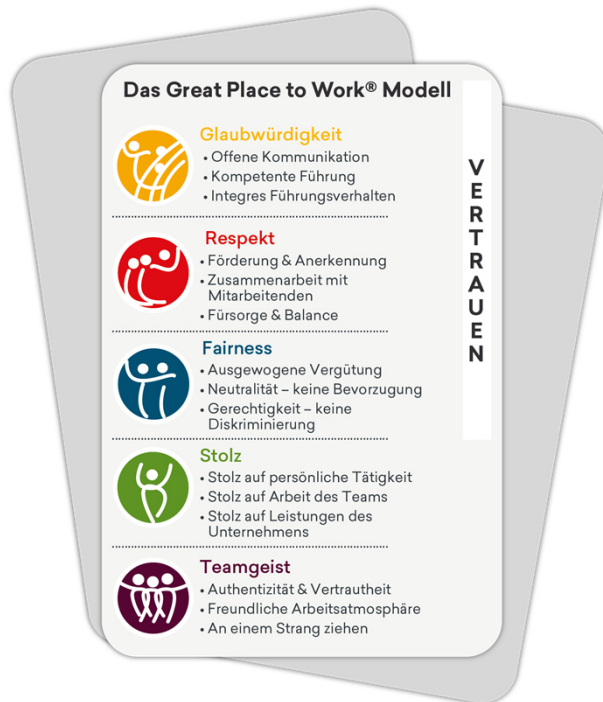 Das Great Place to Work® Modell
Glaubwürdigkeit
• Offene Kommunikation
• Kompetente Führung
• Integres Führungsverhalten
Respekt
• Förderung & Anerkennung
• Zusammenarbeit mit
Mitarbeitenden
• Fürsorge & Balance
Fairness
• Ausgewogene Vergütung
• Neutralität – keine Bevorzugung
• Gerechtigkeit – keine
Diskriminierung
Stolz
• Stolz auf persönliche Tätigkeit
• Stolz auf Arbeit des Teams
• Stolz auf Leistungen des
Unternehmens
Teamgeist
• Authentizität & Vertrautheit
• Freundliche Arbeitsatmosphäre
• An einem Strang ziehen
VERTRAUEN